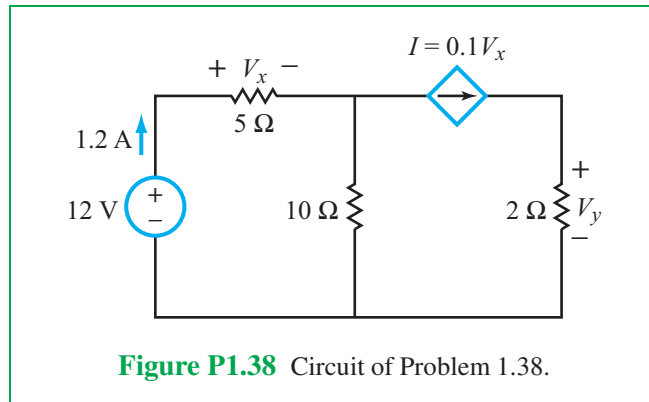 I = 0.1Vx
+ Vx −
5 Ω
1.2 A
+
12 V
−
10 Ω
+
2 Ω
Vy
−
Figure P1.38 Circuit of Problem 1.38.